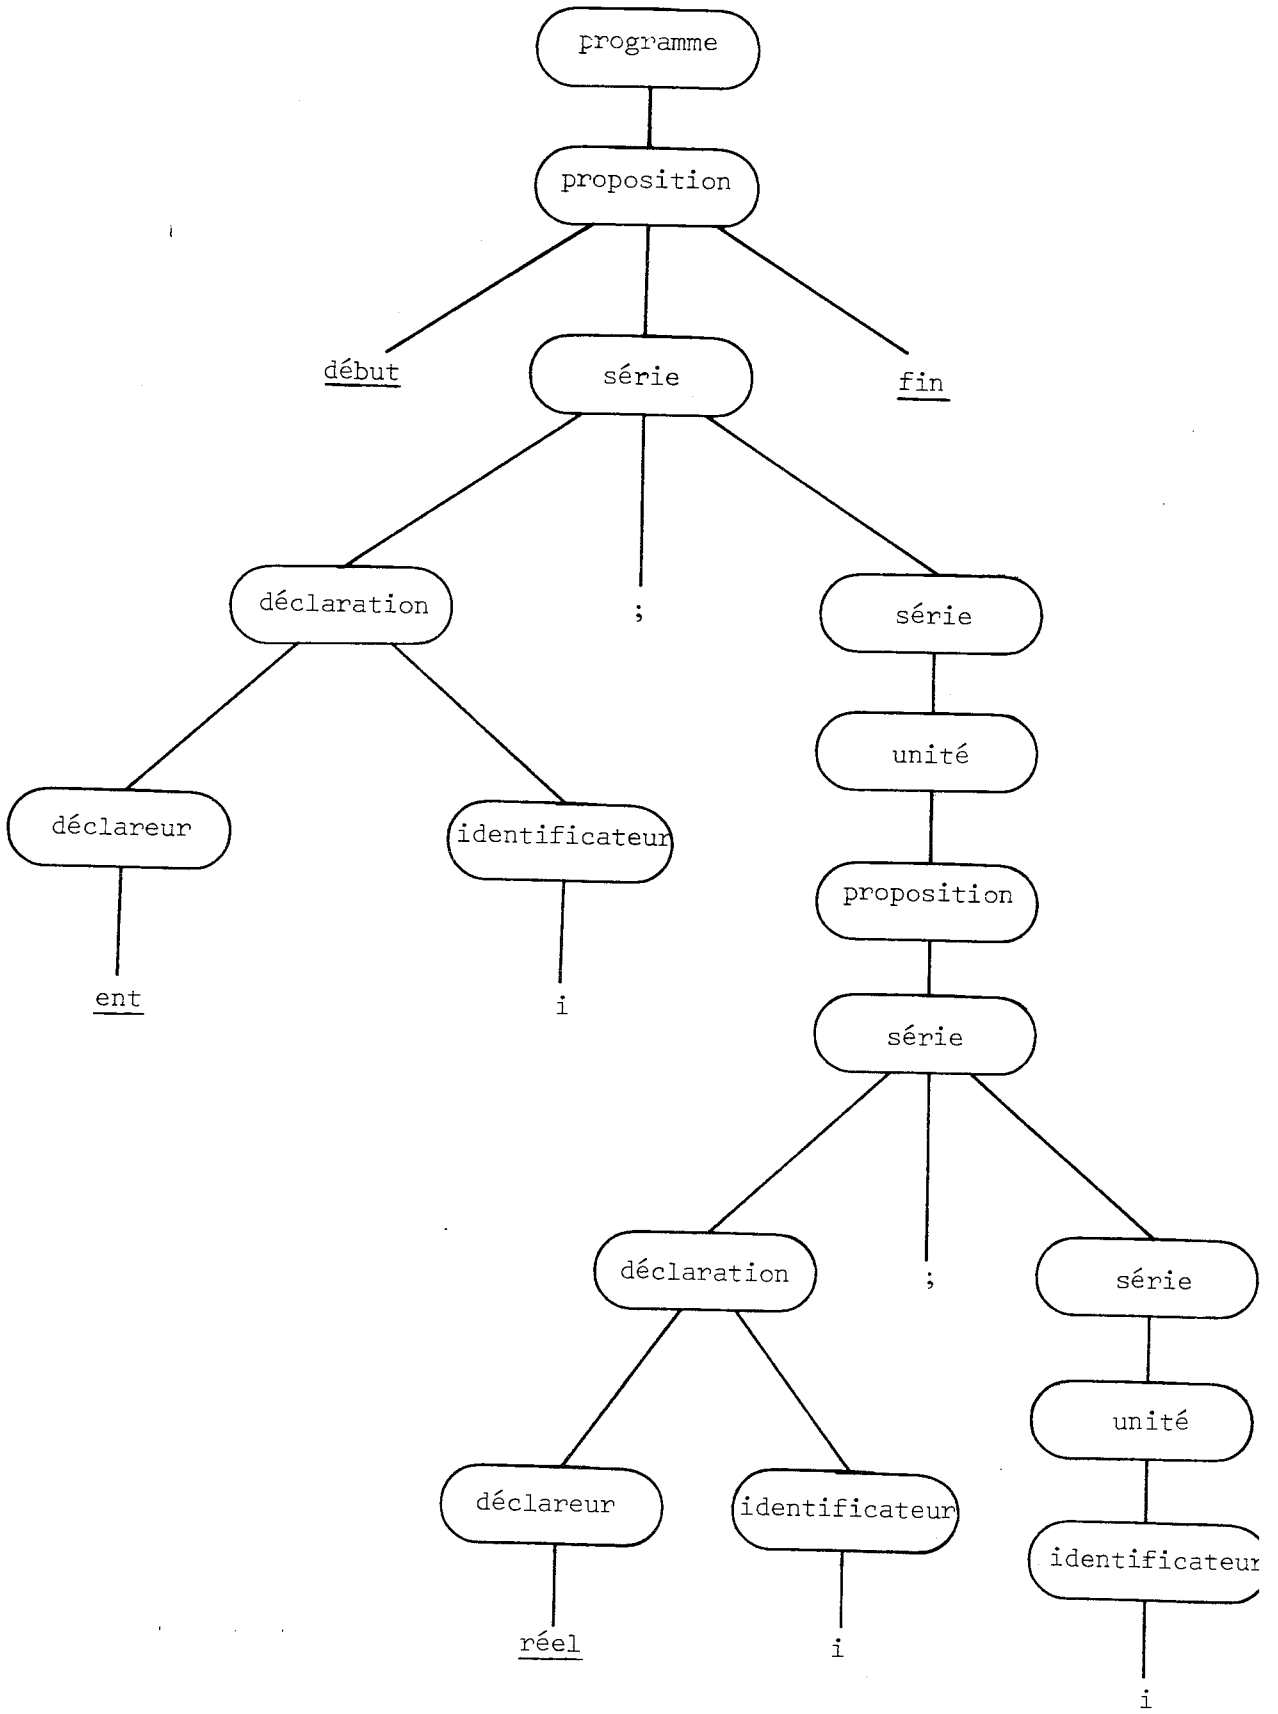 programme
proposition
début
série
fin
déclaration
;
série
unité
déclareur
identificateur
proposition
ent
i
série
déclaration
;
série
unité
déclareur
identificateur
identificateur
réel
i
i